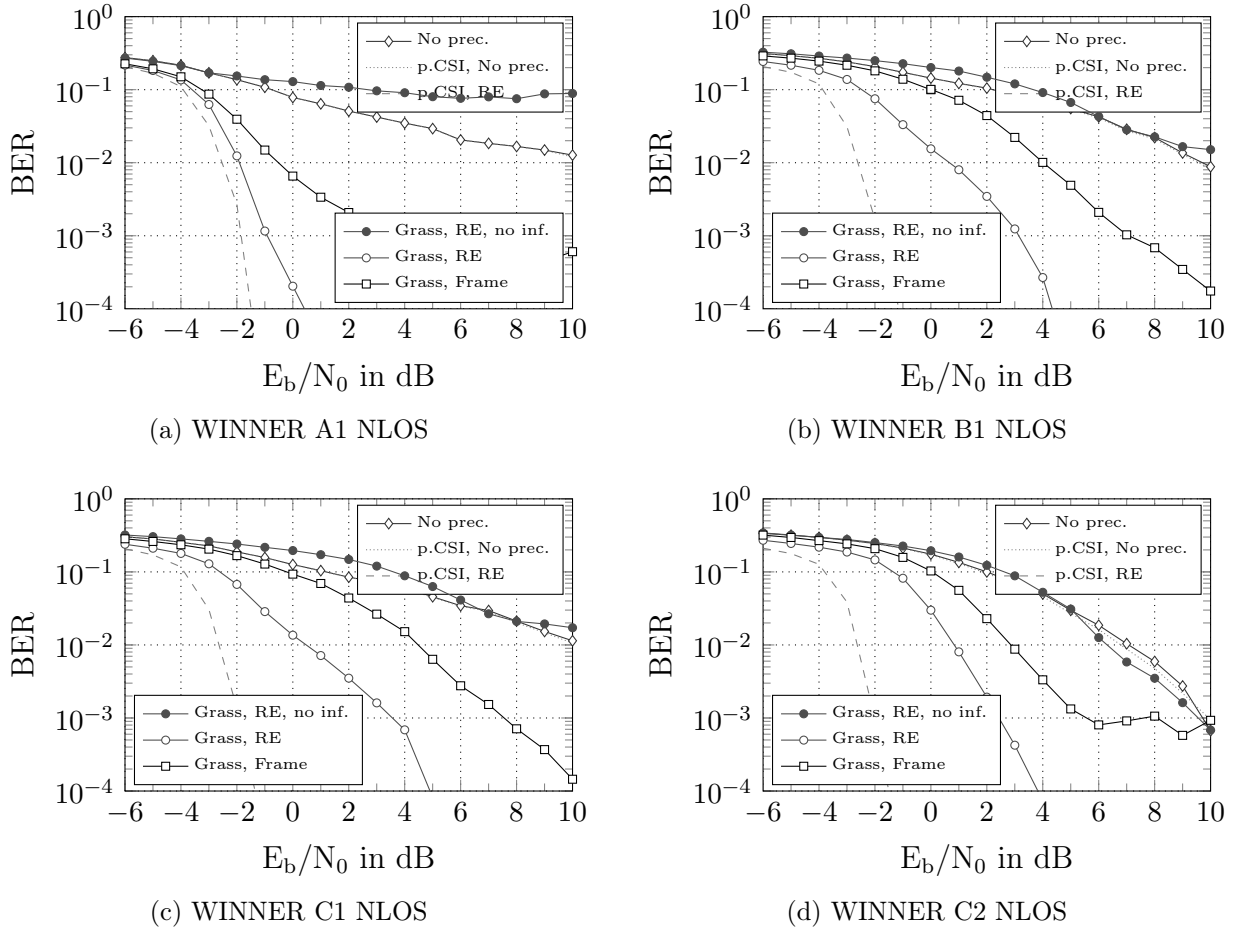 10^0
10^−1
10^−2
10^−3
10^−4
BER
−6 −4 −2 0 2 4 6 8 10
E_b/N_0 in dB
No prec.
p.CSI, No prec.
p.CSI, RE
Grass, RE, no inf.
Grass, RE
Grass, Frame
(a) WINNER A1 NLOS
10^0
10^−1
10^−2
10^−3
10^−4
BER
−6 −4 −2 0 2 4 6 8 10
E_b/N_0 in dB
No prec.
p.CSI, No prec.
p.CSI, RE
Grass, RE, no inf.
Grass, RE
Grass, Frame
(b) WINNER B1 NLOS
10^0
10^−1
10^−2
10^−3
10^−4
BER
−6 −4 −2 0 2 4 6 8 10
E_b/N_0 in dB
No prec.
p.CSI, No prec.
p.CSI, RE
Grass, RE, no inf.
Grass, RE
Grass, Frame
(c) WINNER C1 NLOS
10^0
10^−1
10^−2
10^−3
10^−4
BER
−6 −4 −2 0 2 4 6 8 10
E_b/N_0 in dB
No prec.
p.CSI, No prec.
p.CSI, RE
Grass, RE, no inf.
Grass, RE
Grass, Frame
(d) WINNER C2 NLOS